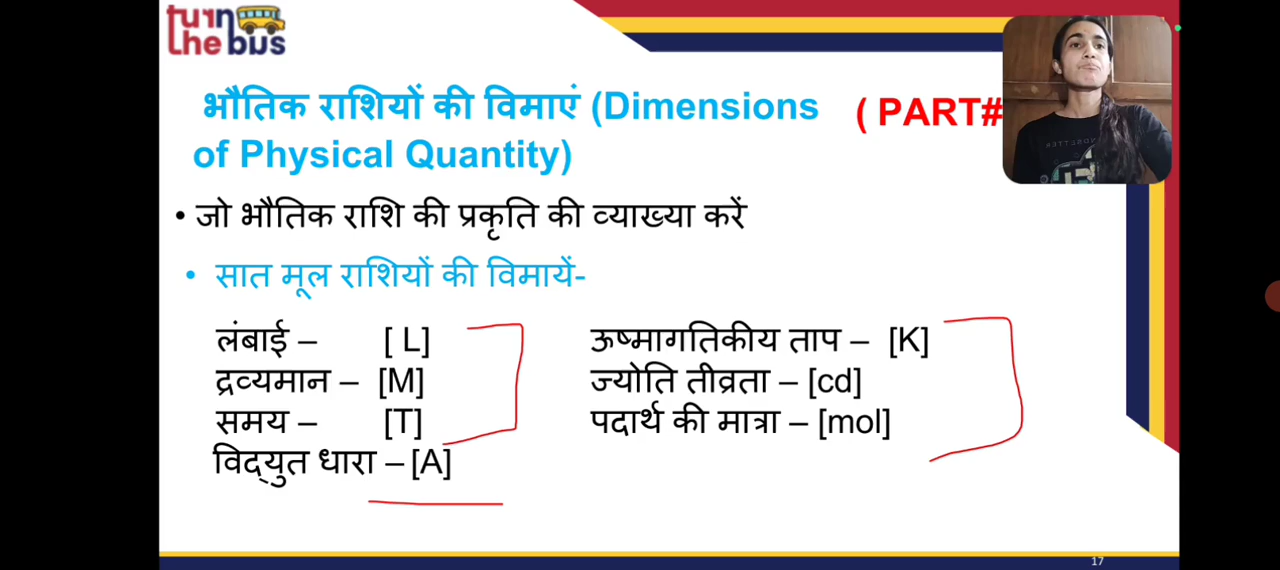 turn
the bus
भौतिक राशियों की विमाएं (Dimensions
of Physical Quantity)
( PART#
• जो भौतिक राशि की प्रकृति की व्याख्या करें
• सात मूल राशियों की विमायें-
लंबाई – [ L]
द्रव्यमान – [M]
समय – [T]
विद्युत धारा – [A]
ऊष्मागतिकीय ताप – [K]
ज्योति तीव्रता – [cd]
पदार्थ की मात्रा – [mol]
17